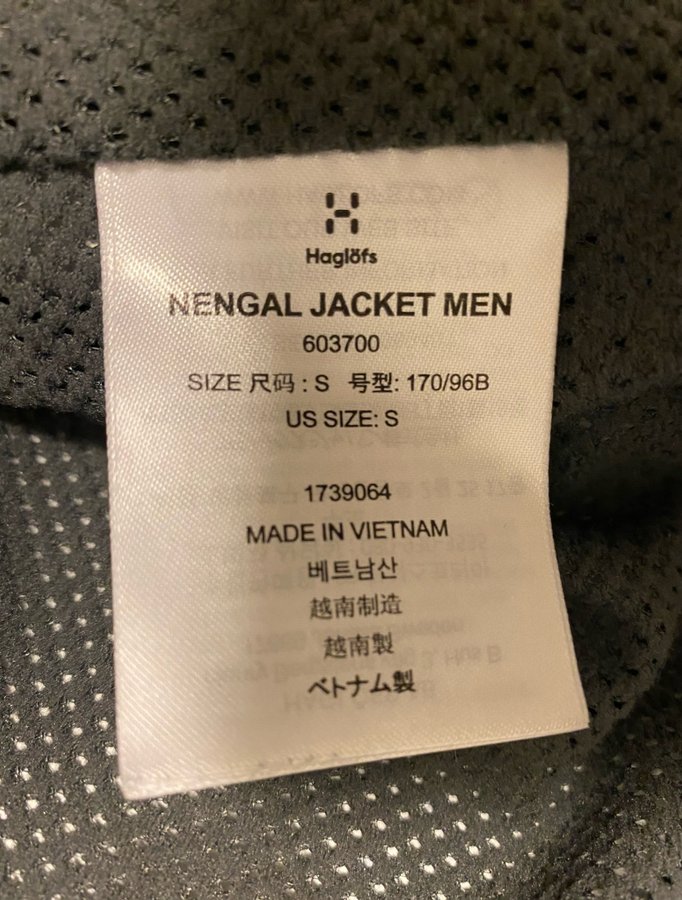 Haglöfs
NENGAL JACKET MEN
603700
SIZE 尺码 : S 号型: 170/96B
US SIZE: S
1739064
MADE IN VIETNAM
베트남산
越南制造
越南製
ベトナム製